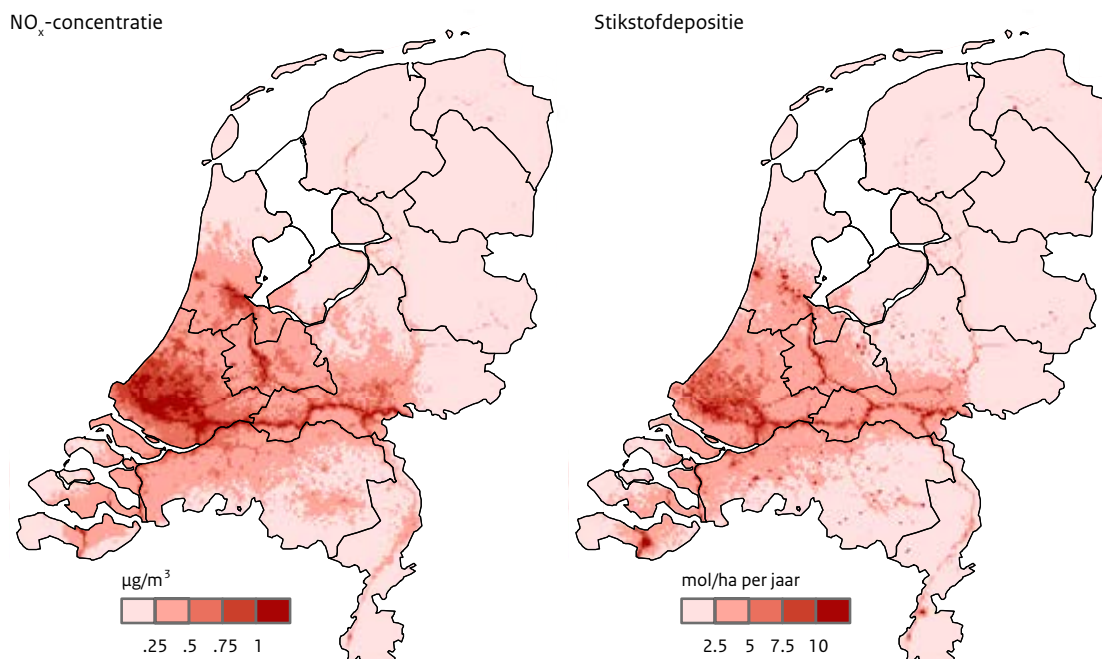 NOx-concentratie
Stikstofdepositie
µg/m3
.25 .5 .75 1
mol/ha per jaar
2.5 5 7.5 10